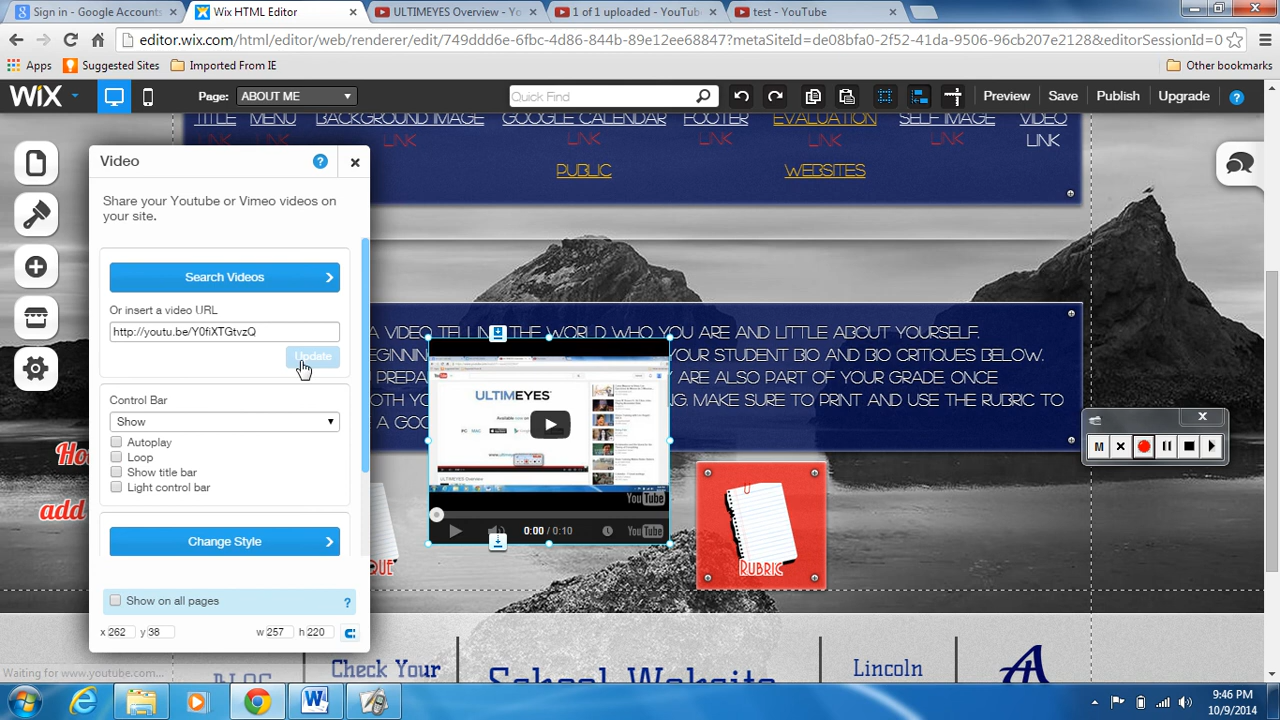 Sign in - Google Accounts
Wix HTML Editor
ULTIMEYES Overview - Yo
1 of 1 uploaded - YouTub
test - YouTube
editor.wix.com/html/editor/web/renderer/edit/749ddd6e-6fbc-4d86-844b-89e12ee68847?metaSiteId=de08bfa0-2f52-41da-9506-96cb207e2128&editorSessionId=0
Apps Suggested Sites Imported From IE Other bookmarks
WiX Page: ABOUT ME Quick Find Preview Save Publish Upgrade ?
TITLE MENU BACKGROUND IMAGE GOOGLE CALENDAR FOOTER EVALUATION SELF IMAGE VIDEO
LINK LINK LINK LINK LINK LINK
PUBLIC WEBSITES
Video ?
Share your Youtube or Vimeo videos on
your site.
Search Videos
Or insert a video URL
http://youtu.be/Y0fiXTGtvzQ
Update
Control Bar
Show
Autoplay
Loop
Show title bar
Light control
Change Style
Show on all pages ?
x 262 y 38 w 257 h 220
A VIDEO TELLING THE WORLD WHO YOU ARE AND LITTLE ABOUT YOURSELF.
YOUR STUDENT BIO AND BIO CRITIQUES BELOW.
ARE ALSO PART OF YOUR GRADE ONCE
MAKE SURE TO PRINT AND USE THE RUBRIC TO
A GOO
ULTIMEYES
YouTube
0:00 / 0:10 YouTube
M
Ho
add
QUE
RUBRIC
Check Your
School Website
Lincoln
BLOG
Waiting for www.youtube.com...
9:46 PM
10/9/2014